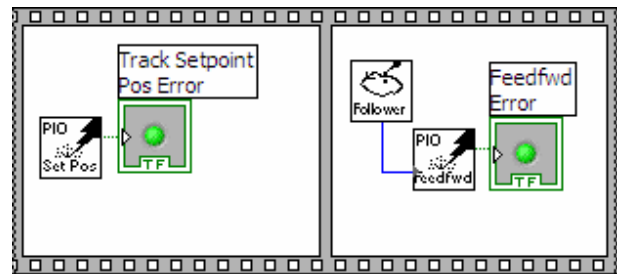 Track Setpoint
Pos Error
PIO
Set Pos
TF
Follower
PIO
Feedfwd
Feedfwd
Error
TF